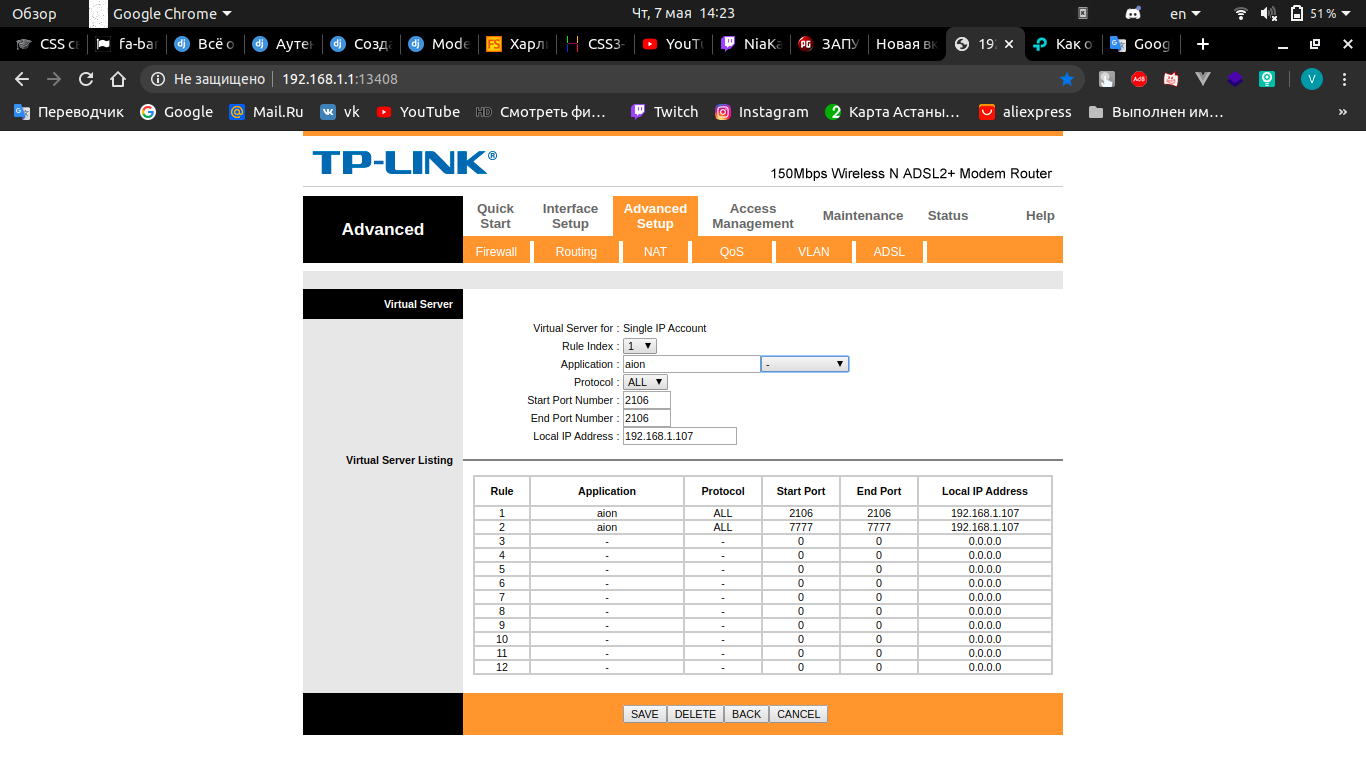 Обзор Google Chrome Чт, 7 мая 14:23 en 51 %
CSS fa-ba Всё о Ауте Созд Mode Харл CSS3- YouTu NiaKa ЗАПУ Новая вк 19 Как о Goog
Не защищено 192.168.1.1:13408 V
Переводчик Google Mail.Ru vk YouTube HD Смотреть фи... Twitch Instagram Карта Астаны... aliexpress Выполнен им... »
TP-LINK®
150Mbps Wireless N ADSL2+ Modem Router
Advanced
Quick Start Interface Setup Advanced Setup Access Management Maintenance Status Help
Firewall Routing NAT QoS VLAN ADSL
Virtual Server
Virtual Server for : Single IP Account
Rule Index : 1
Application : aion -
Protocol : ALL
Start Port Number : 2106
End Port Number : 2106
Local IP Address : 192.168.1.107
Virtual Server Listing
Rule Application Protocol Start Port End Port Local IP Address
1 aion ALL 2106 2106 192.168.1.107
2 aion ALL 7777 7777 192.168.1.107
3 - - 0 0 0.0.0.0
4 - - 0 0 0.0.0.0
5 - - 0 0 0.0.0.0
6 - - 0 0 0.0.0.0
7 - - 0 0 0.0.0.0
8 - - 0 0 0.0.0.0
9 - - 0 0 0.0.0.0
10 - - 0 0 0.0.0.0
11 - - 0 0 0.0.0.0
12 - - 0 0 0.0.0.0
SAVE DELETE BACK CANCEL